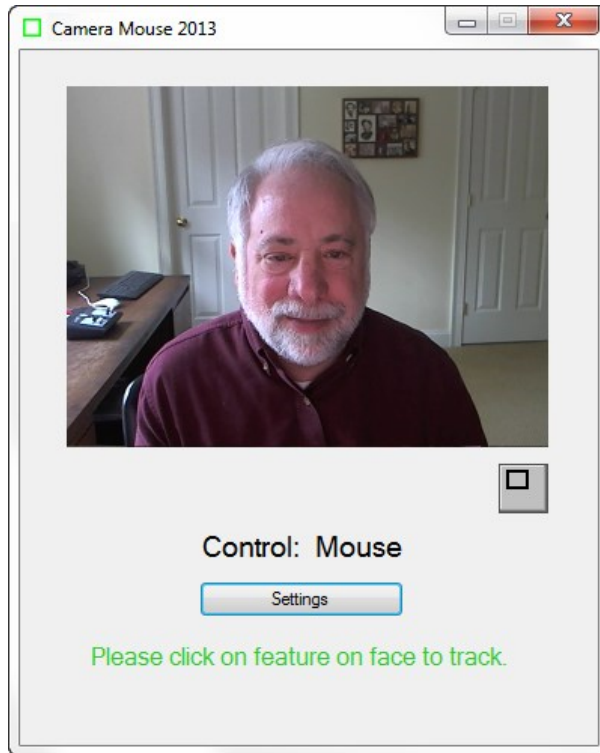 Camera Mouse 2013
Control: Mouse
Settings
Please click on feature on face to track.